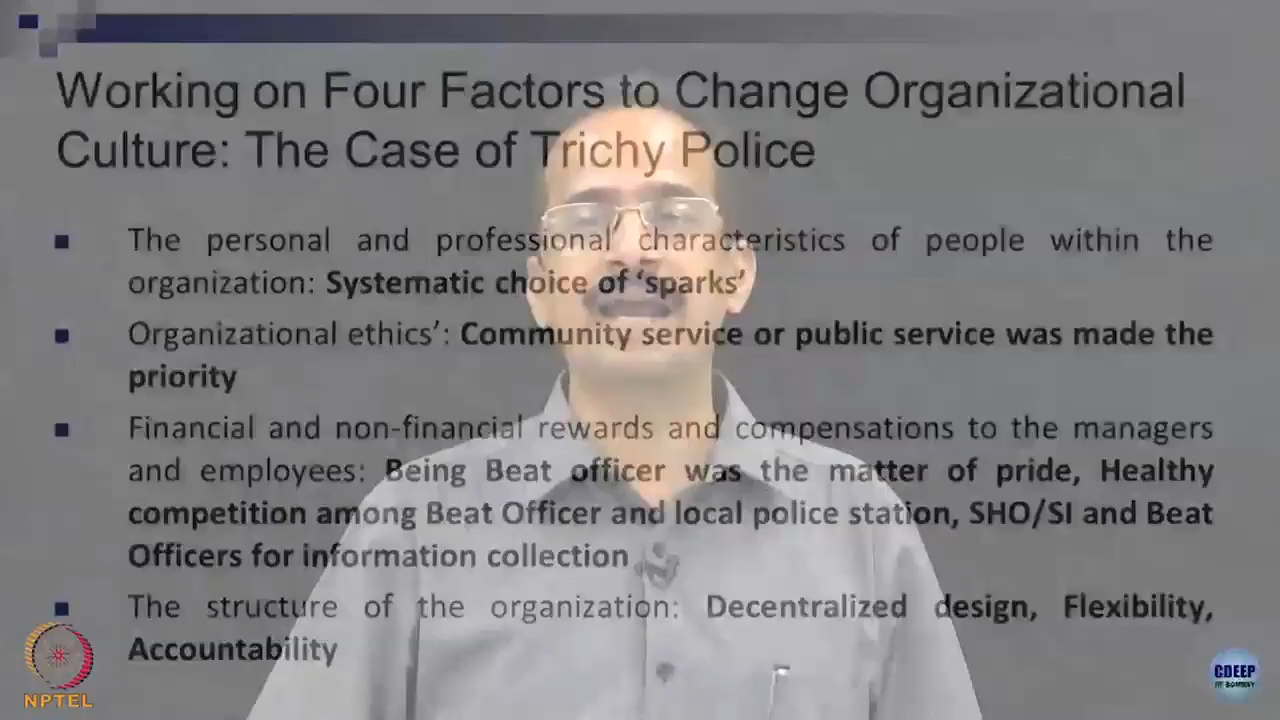 Working on Four Factors to Change Organizational
Culture: The Case of Trichy Police
The personal and professional characteristics of people within the
organization: Systematic choice of 'sparks'
Organizational ethics': Community service or public service was made the
priority
Financial and non-financial rewards and compensations to the managers
and employees: Being Beat officer was the matter of pride, Healthy
competition among Beat Officer and local police station, SHO/SI and Beat
Officers for information collection
The structure of the organization: Decentralized design, Flexibility,
Accountability
NPTEL
CDEEP
IIT BOMBAY